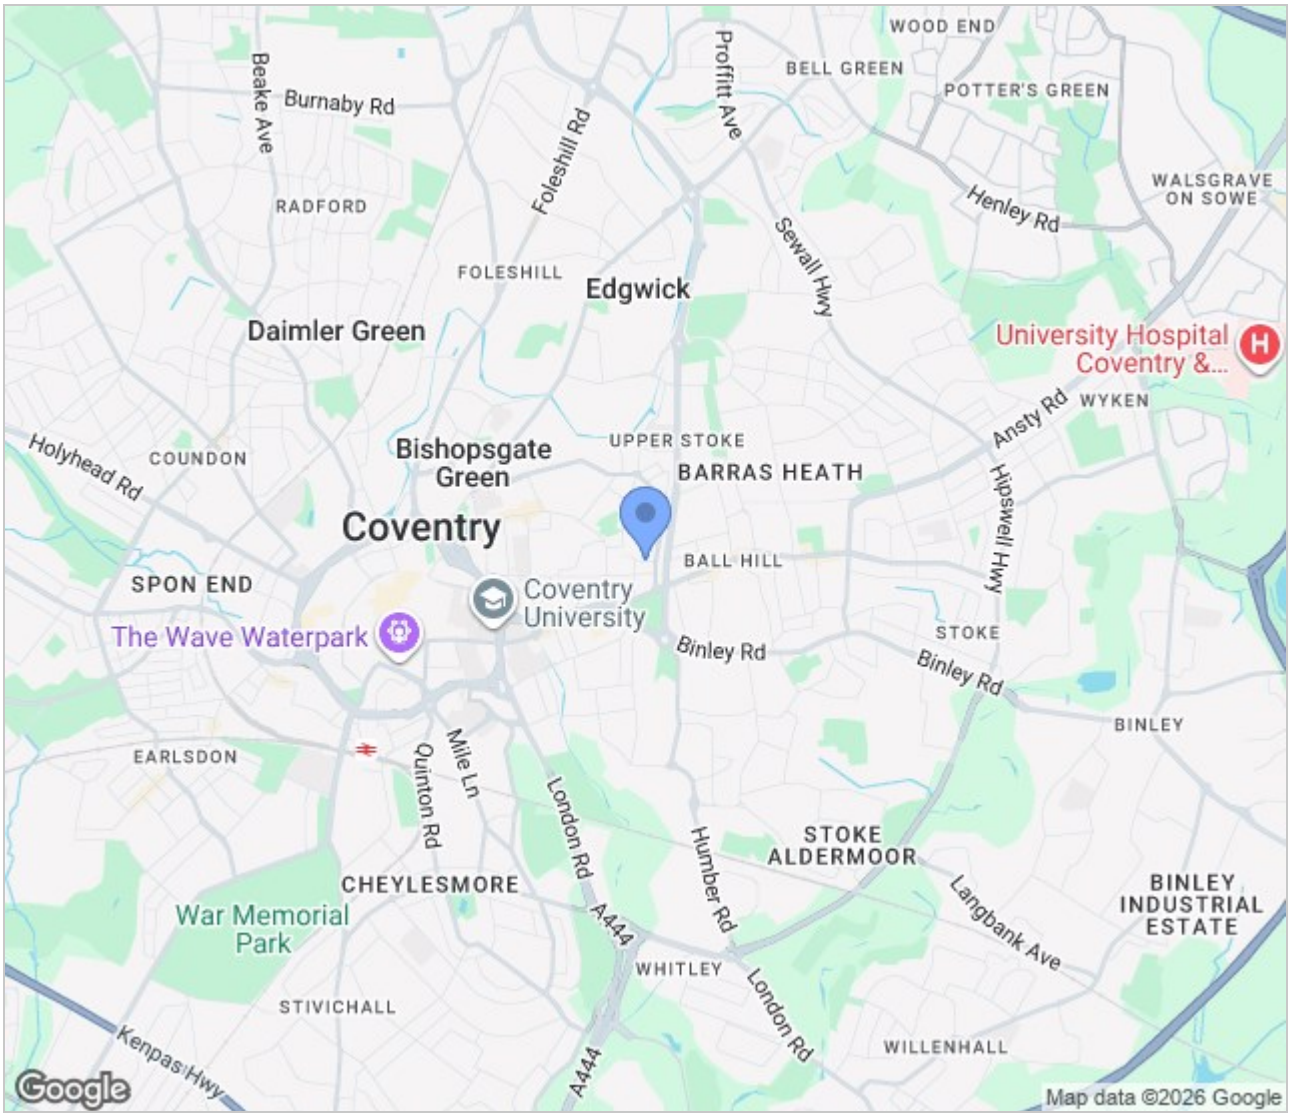 WOOD END
Proffitt Ave
BELL GREEN
Beake Ave
Burnaby Rd
POTTER'S GREEN
Foleshill Rd
WALSGRAVE
ON SOWE
RADFORD
Henley Rd
Sewall Hwy
FOLESHILL
Edgwick
Daimler Green
University Hospital
Coventry &...
H
WYKEN
Ansty Rd
Holyhead Rd
COUNDON
Bishopsgate
Green
UPPER STOKE
BARRAS HEATH
Hipswell Hwy
Coventry
BALL HILL
SPON END
Coventry
University
The Wave Waterpark
STOKE
Binley Rd
Binley Rd
BINLEY
EARLSDON
Mile Ln
Quinton Rd
London Rd
Humber Rd
STOKE
ALDERMOOR
CHEYLESMORE
Langbank Ave
BINLEY
INDUSTRIAL
ESTATE
War Memorial
Park
A444
WHITLEY
London Rd
STIVICHALL
Kenpas Hwy
WILLENHALL
A444
Google
Map data ©2026 Google